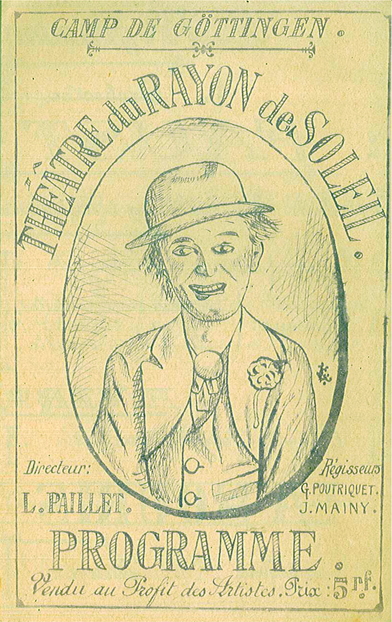 CAMP DE GÖTTINGEN.
THÉÂTRE du RAYON de SOLEIL.
Directeur:
L. PAILLET.
Régisseurs
G. POUTRIQUET.
J. MAINY.
PROGRAMME.
Vendu au Profit des Artistes, Prix: 5 Pf.